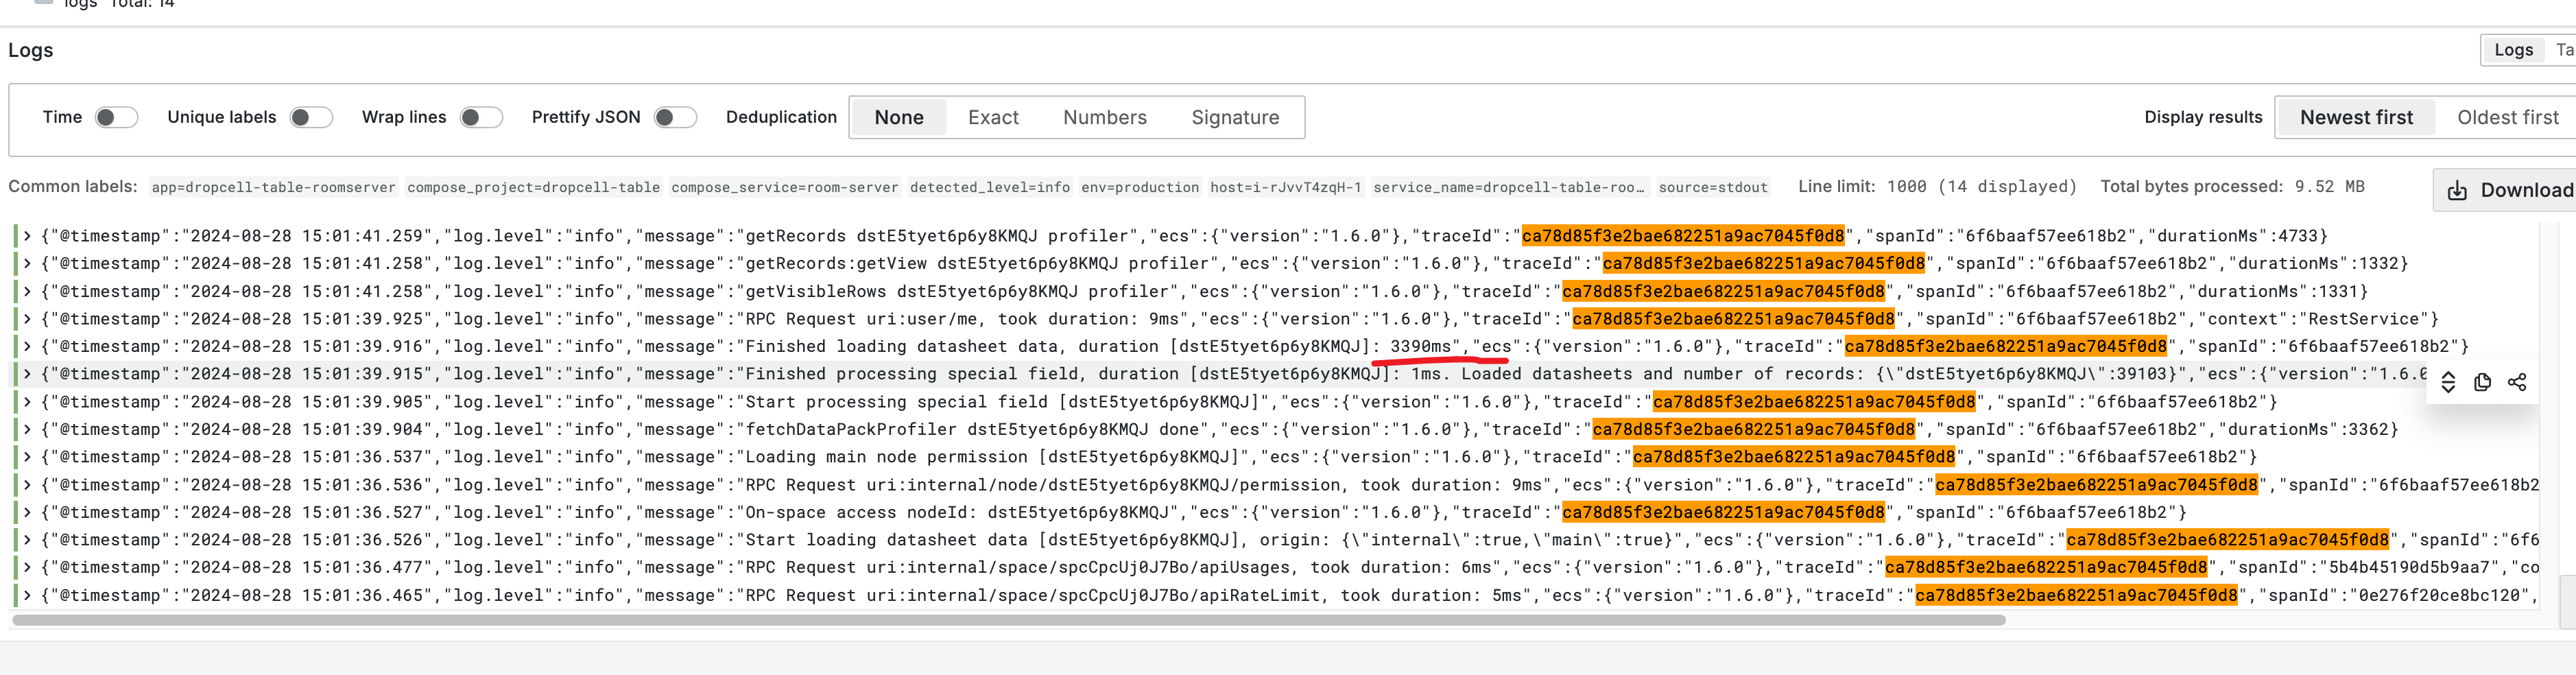 logs Total: 14
Logs
Logs Ta
Time Unique labels Wrap lines Prettify JSON Deduplication None Exact Numbers Signature Display results Newest first Oldest first
Common labels: app=dropcell-table-roomserver compose_project=dropcell-table compose_service=room-server detected_level=info env=production host=i-rJvvT4zqH-1 service_name=dropcell-table-roo… source=stdout Line limit: 1000 (14 displayed) Total bytes processed: 9.52 MB Download
{"@timestamp":"2024-08-28 15:01:41.259","log.level":"info","message":"getRecords dstE5tyet6p6y8KMQJ profiler","ecs":{"version":"1.6.0"},"traceId":"ca78d85f3e2bae682251a9ac7045f0d8","spanId":"6f6baaf57ee618b2","durationMs":4733}
{"@timestamp":"2024-08-28 15:01:41.258","log.level":"info","message":"getRecords:getView dstE5tyet6p6y8KMQJ profiler","ecs":{"version":"1.6.0"},"traceId":"ca78d85f3e2bae682251a9ac7045f0d8","spanId":"6f6baaf57ee618b2","durationMs":1332}
{"@timestamp":"2024-08-28 15:01:41.258","log.level":"info","message":"getVisibleRows dstE5tyet6p6y8KMQJ profiler","ecs":{"version":"1.6.0"},"traceId":"ca78d85f3e2bae682251a9ac7045f0d8","spanId":"6f6baaf57ee618b2","durationMs":1331}
{"@timestamp":"2024-08-28 15:01:39.925","log.level":"info","message":"RPC Request uri:user/me, took duration: 9ms","ecs":{"version":"1.6.0"},"traceId":"ca78d85f3e2bae682251a9ac7045f0d8","spanId":"6f6baaf57ee618b2","context":"RestService"}
{"@timestamp":"2024-08-28 15:01:39.916","log.level":"info","message":"Finished loading datasheet data, duration [dstE5tyet6p6y8KMQJ]: 3390ms","ecs":{"version":"1.6.0"},"traceId":"ca78d85f3e2bae682251a9ac7045f0d8","spanId":"6f6baaf57ee618b2"}
{"@timestamp":"2024-08-28 15:01:39.915","log.level":"info","message":"Finished processing special field, duration [dstE5tyet6p6y8KMQJ]: 1ms. Loaded datasheets and number of records: {\"dstE5tyet6p6y8KMQJ\":39103}","ecs":{"version":"1.6.0
{"@timestamp":"2024-08-28 15:01:39.905","log.level":"info","message":"Start processing special field [dstE5tyet6p6y8KMQJ]","ecs":{"version":"1.6.0"},"traceId":"ca78d85f3e2bae682251a9ac7045f0d8","spanId":"6f6baaf57ee618b2"}
{"@timestamp":"2024-08-28 15:01:39.904","log.level":"info","message":"fetchDataPackProfiler dstE5tyet6p6y8KMQJ done","ecs":{"version":"1.6.0"},"traceId":"ca78d85f3e2bae682251a9ac7045f0d8","spanId":"6f6baaf57ee618b2","durationMs":3362}
{"@timestamp":"2024-08-28 15:01:36.537","log.level":"info","message":"Loading main node permission [dstE5tyet6p6y8KMQJ]","ecs":{"version":"1.6.0"},"traceId":"ca78d85f3e2bae682251a9ac7045f0d8","spanId":"6f6baaf57ee618b2"}
{"@timestamp":"2024-08-28 15:01:36.536","log.level":"info","message":"RPC Request uri:internal/node/dstE5tyet6p6y8KMQJ/permission, took duration: 9ms","ecs":{"version":"1.6.0"},"traceId":"ca78d85f3e2bae682251a9ac7045f0d8","spanId":"6f6baaf57ee618b2
{"@timestamp":"2024-08-28 15:01:36.527","log.level":"info","message":"On-space access nodeId: dstE5tyet6p6y8KMQJ","ecs":{"version":"1.6.0"},"traceId":"ca78d85f3e2bae682251a9ac7045f0d8","spanId":"6f6baaf57ee618b2"}
{"@timestamp":"2024-08-28 15:01:36.526","log.level":"info","message":"Start loading datasheet data [dstE5tyet6p6y8KMQJ], origin: {\"internal\":true,\"main\":true}","ecs":{"version":"1.6.0"},"traceId":"ca78d85f3e2bae682251a9ac7045f0d8","spanId":"6f6
{"@timestamp":"2024-08-28 15:01:36.477","log.level":"info","message":"RPC Request uri:internal/space/spcCpcUj0J7Bo/apiUsages, took duration: 6ms","ecs":{"version":"1.6.0"},"traceId":"ca78d85f3e2bae682251a9ac7045f0d8","spanId":"5b4b45190d5b9aa7","co
{"@timestamp":"2024-08-28 15:01:36.465","log.level":"info","message":"RPC Request uri:internal/space/spcCpcUj0J7Bo/apiRateLimit, took duration: 5ms","ecs":{"version":"1.6.0"},"traceId":"ca78d85f3e2bae682251a9ac7045f0d8","spanId":"0e276f20ce8bc120",